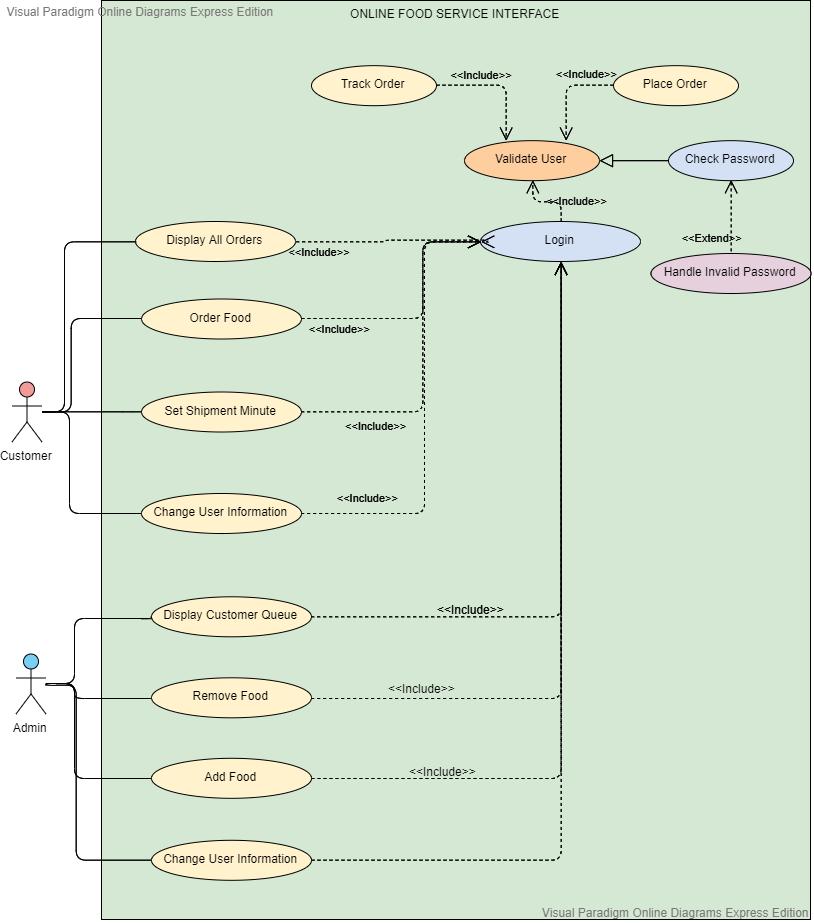 Visual Paradigm Online Diagrams Express Edition
ONLINE FOOD SERVICE INTERFACE
Track Order
<<Include>>
<<Include>>
Place Order
Validate User
Check Password
<<Include>>
Display All Orders
<<Include>>
Login
<<Extend>>
Handle Invalid Password
Order Food
<<Include>>
Customer
Set Shipment Minute
<<Include>>
Change User Information
<<Include>>
Display Customer Queue
<<Include>>
Admin
Remove Food
<<Include>>
Add Food
<<Include>>
Change User Information
Visual Paradigm Online Diagrams Express Edition